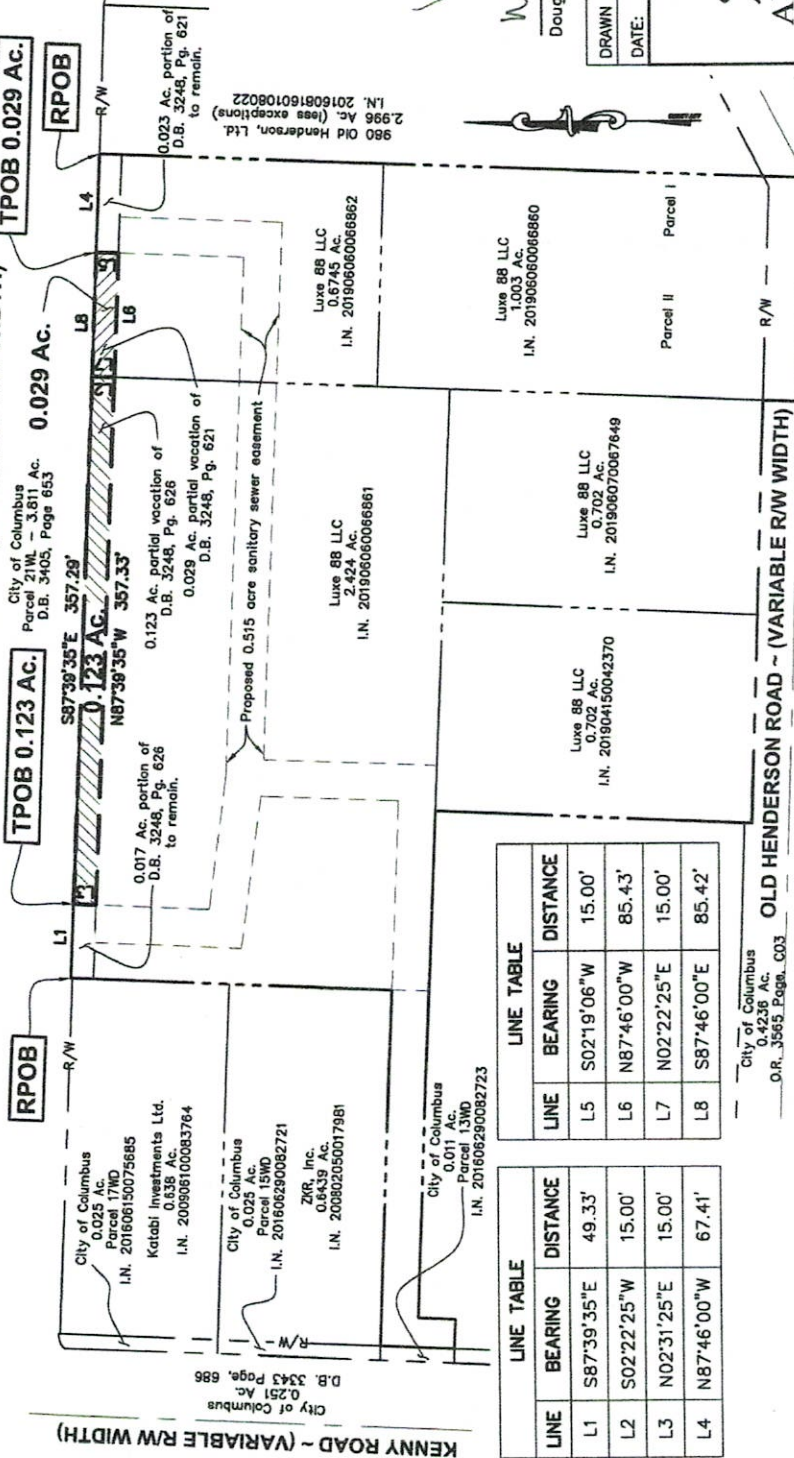 TPOB 0.029 Ac.
RPOB
TPOB 0.123 Ac.
RPOB
City of Columbus
Parcel 21WL - 3.811 Ac.
D.B. 3405, Page 653
0.029 Ac.
S87°39'35"E 357.29'
0.123 Ac.
N87°39'35"W 357.33'
R/W
R/W
L1
L8
L4
L6
L3
L2
L7
L5
0.023 Ac. portion of
D.B. 3248, Pg. 621
to remain.
0.123 Ac. partial vacation of
D.B. 3248, Pg. 626
0.029 Ac. partial vacation of
D.B. 3248, Pg. 621
0.017 Ac. portion of
D.B. 3248, Pg. 626
to remain.
Proposed 0.515 acre sanitary sewer easement
980 Old Henderson, Ltd.
2.996 Ac. (less exceptions)
I.N. 201608160108022
Luxe 88 LLC
0.6745 Ac.
I.N. 201906060066862
Luxe 88 LLC
2.424 Ac.
I.N. 201906060066861
Luxe 88 LLC
1.003 Ac.
I.N. 201906060066860
Parcel II
Parcel I
Luxe 88 LLC
0.702 Ac.
I.N. 201906070067649
Luxe 88 LLC
0.702 Ac.
I.N. 201904150042370
City of Columbus
0.025 Ac.
Parcel 17WD
I.N. 201606150075685
Katabi Investments Ltd.
0.638 Ac.
I.N. 200906100083764
City of Columbus
0.025 Ac.
Parcel 15WD
I.N. 201606290082721
ZKR, Inc.
0.6439 Ac.
I.N. 200802050017981
City of Columbus
0.011 Ac.
Parcel 13WD
I.N. 201606290082723
R/W
R/W
City of Columbus
0.251 Ac.
D.B. 3343 Page, 686
KENNY ROAD ~ (VARIABLE R/W WIDTH)
City of Columbus
0.4236 Ac.
O.R. 3565 Page, C03
OLD HENDERSON ROAD ~ (VARIABLE R/W WIDTH)
LINE TABLE
LINE BEARING DISTANCE
L1 S87°39'35"E 49.33'
L2 S02°22'25"W 15.00'
L3 N02°31'25"E 15.00'
L4 N87°46'00"W 67.41'
LINE TABLE
LINE BEARING DISTANCE
L5 S02°19'06"W 15.00'
L6 N87°46'00"W 85.43'
L7 N02°22'25"E 15.00'
L8 S87°46'00"E 85.42'
Doug
DRAWN
DATE: